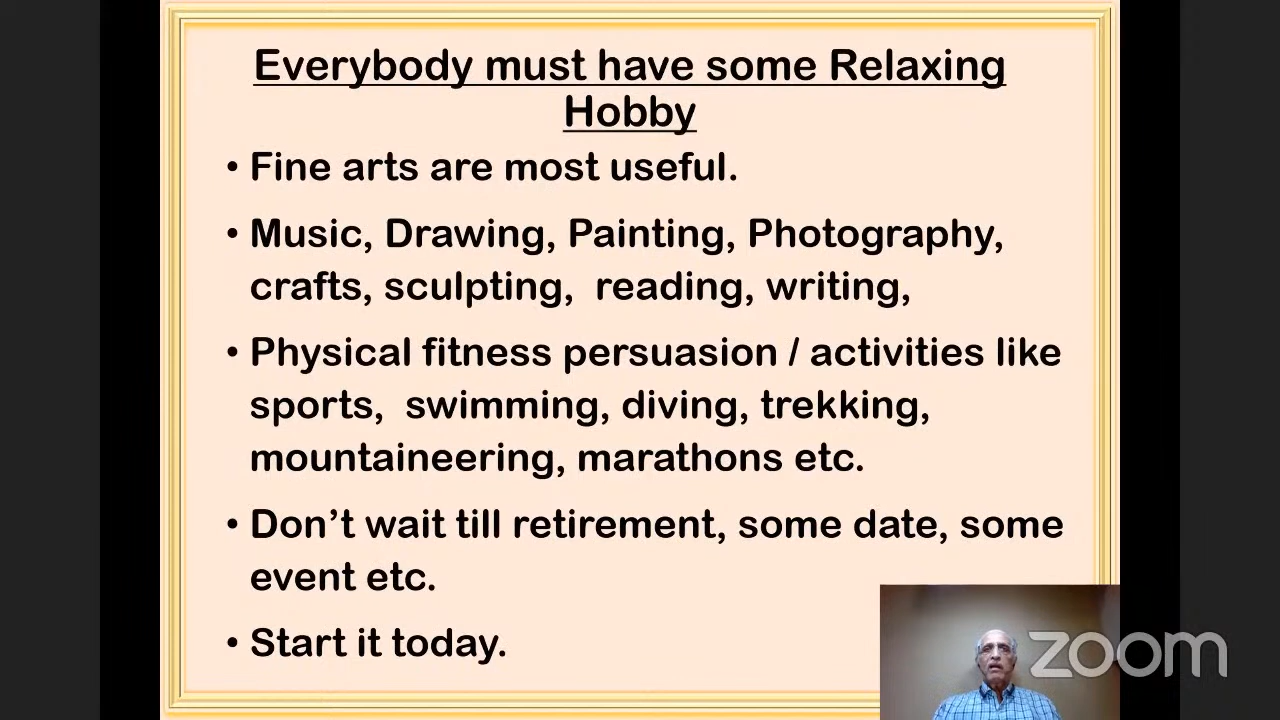 Everybody must have some Relaxing
Hobby
• Fine arts are most useful.
• Music, Drawing, Painting, Photography,
crafts, sculpting,  reading, writing,
• Physical fitness persuasion / activities like
sports,  swimming, diving, trekking,
mountaineering, marathons etc.
• Don’t wait till retirement, some date, some
event etc.
• Start it today.
zoom